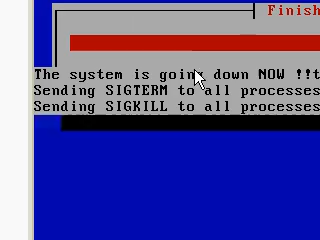 Finish
The system is going down NOW !!t
Sending SIGTERM to all processes
Sending SIGKILL to all processes